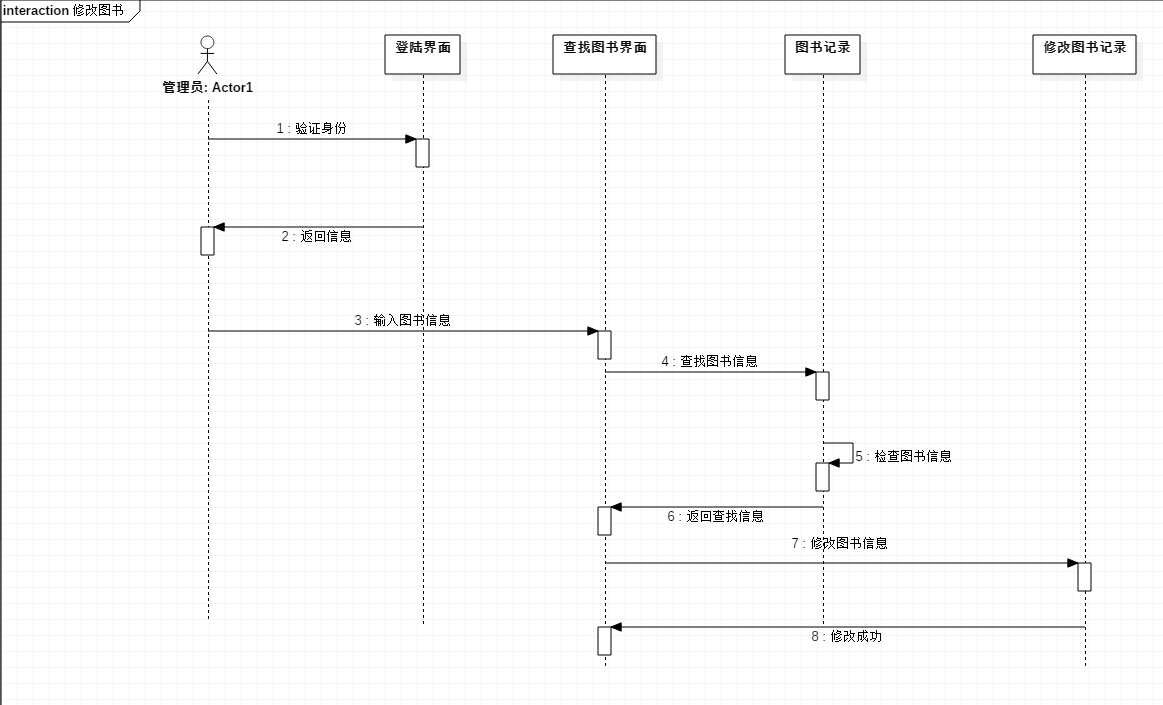 interaction 修改图书
登陆界面
查找图书界面
图书记录
修改图书记录
管理员: Actor1
1 : 验证身份
2 : 返回信息
3 : 输入图书信息
4 : 查找图书信息
5 : 检查图书信息
6 : 返回查找信息
7 : 修改图书信息
8 : 修改成功